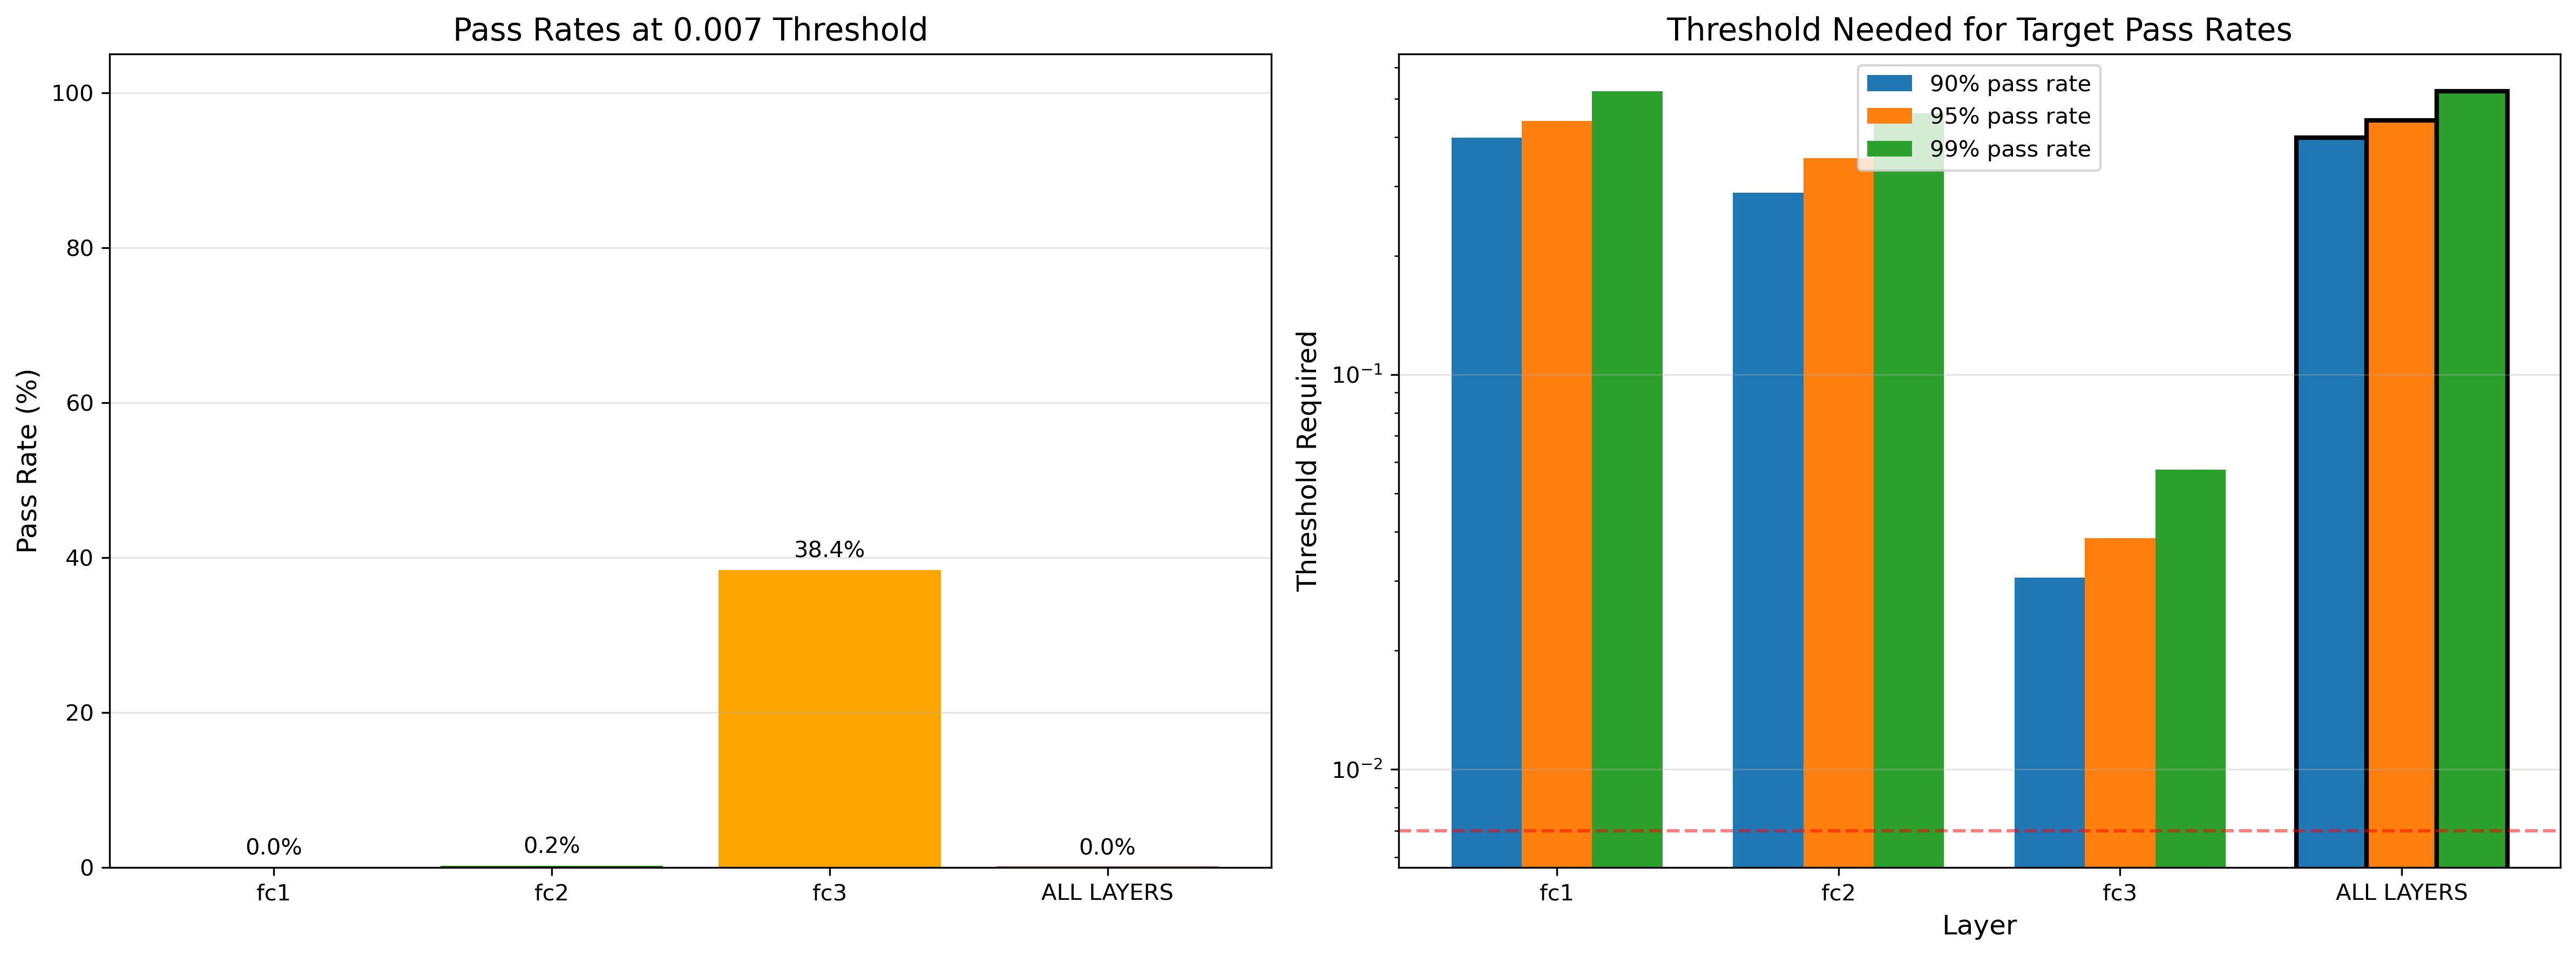 Pass Rates at 0.007 Threshold
Pass Rate (%)
100
80
60
40
20
0
0.0%
0.2%
38.4%
0.0%
fc1
fc2
fc3
ALL LAYERS
Threshold Needed for Target Pass Rates
90% pass rate
95% pass rate
99% pass rate
Threshold Required
10⁻¹
10⁻²
fc1
fc2
fc3
ALL LAYERS
Layer